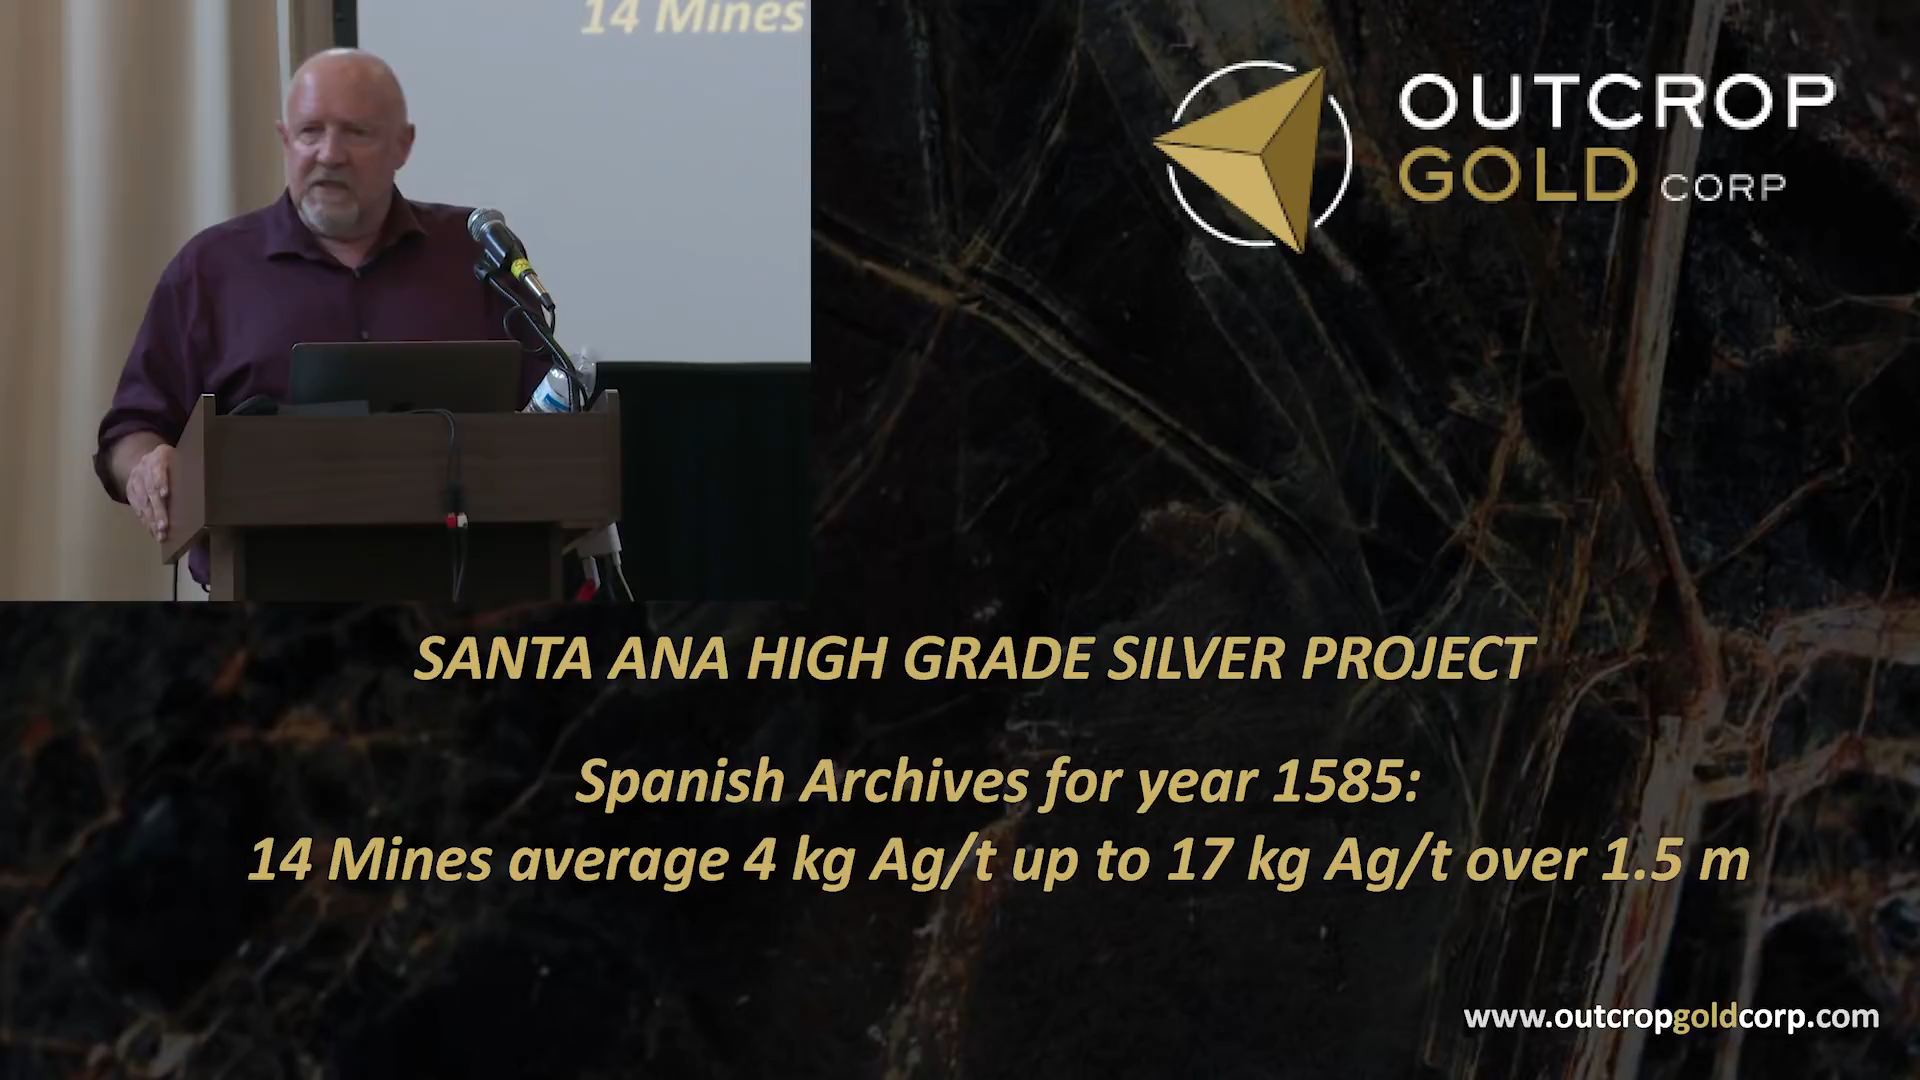 14 Mines
OUTCROP
GOLD CORP
SANTA ANA HIGH GRADE SILVER PROJECT
Spanish Archives for year 1585:
14 Mines average 4 kg Ag/t up to 17 kg Ag/t over 1.5 m
www.outcropgoldcorp.com